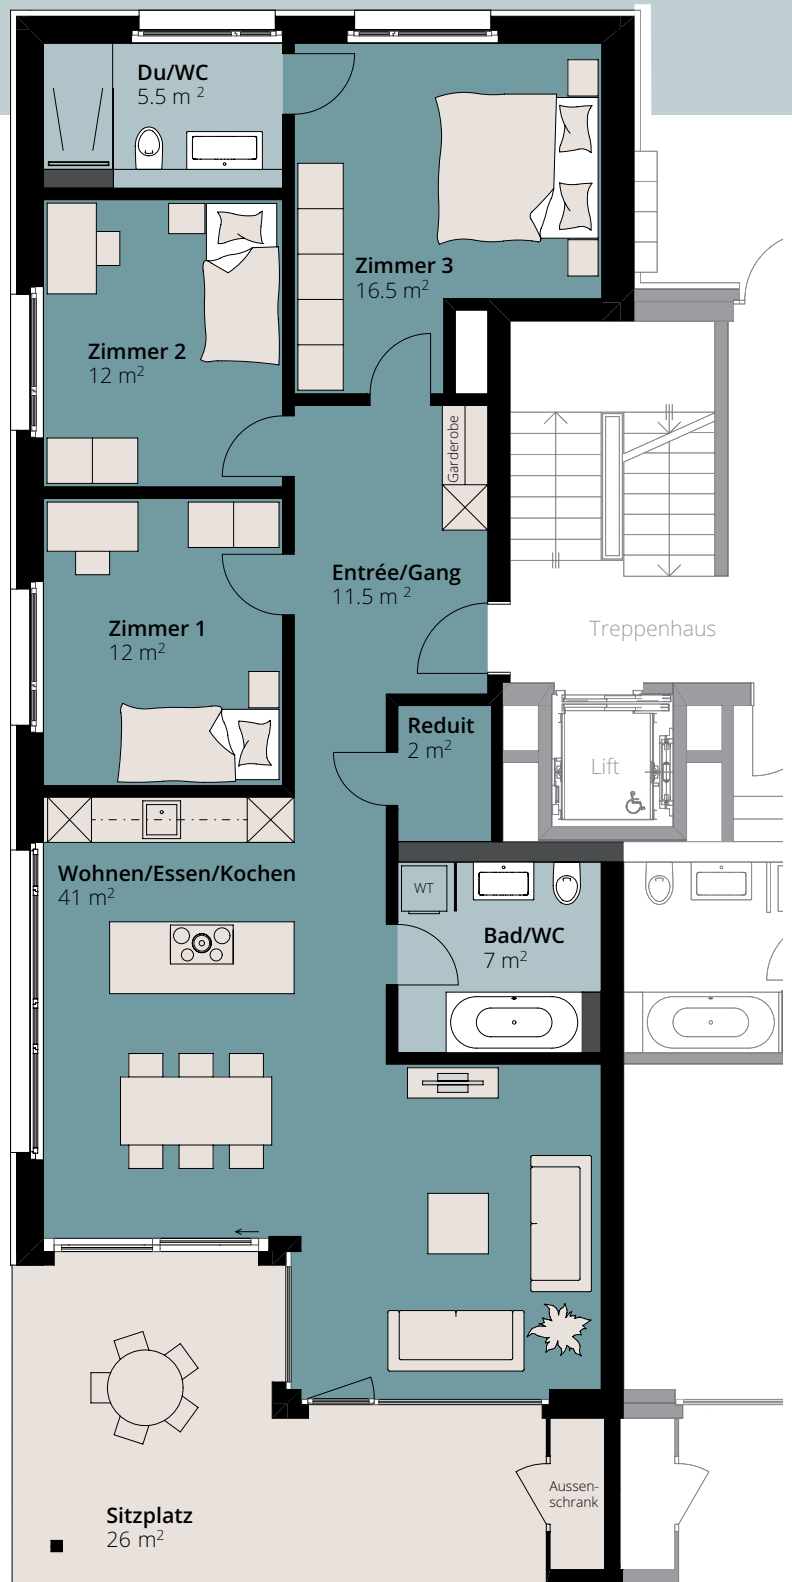 Du/WC
5.5 m ²
Zimmer 3
16.5 m²
Zimmer 2
12 m²
Garderobe
Entrée/Gang
11.5 m ²
Zimmer 1
12 m²
Treppenhaus
Reduit
2 m²
Lift
Wohnen/Essen/Kochen
41 m²
WT
Bad/WC
7 m²
Aussen-
schrank
Sitzplatz
26 m²